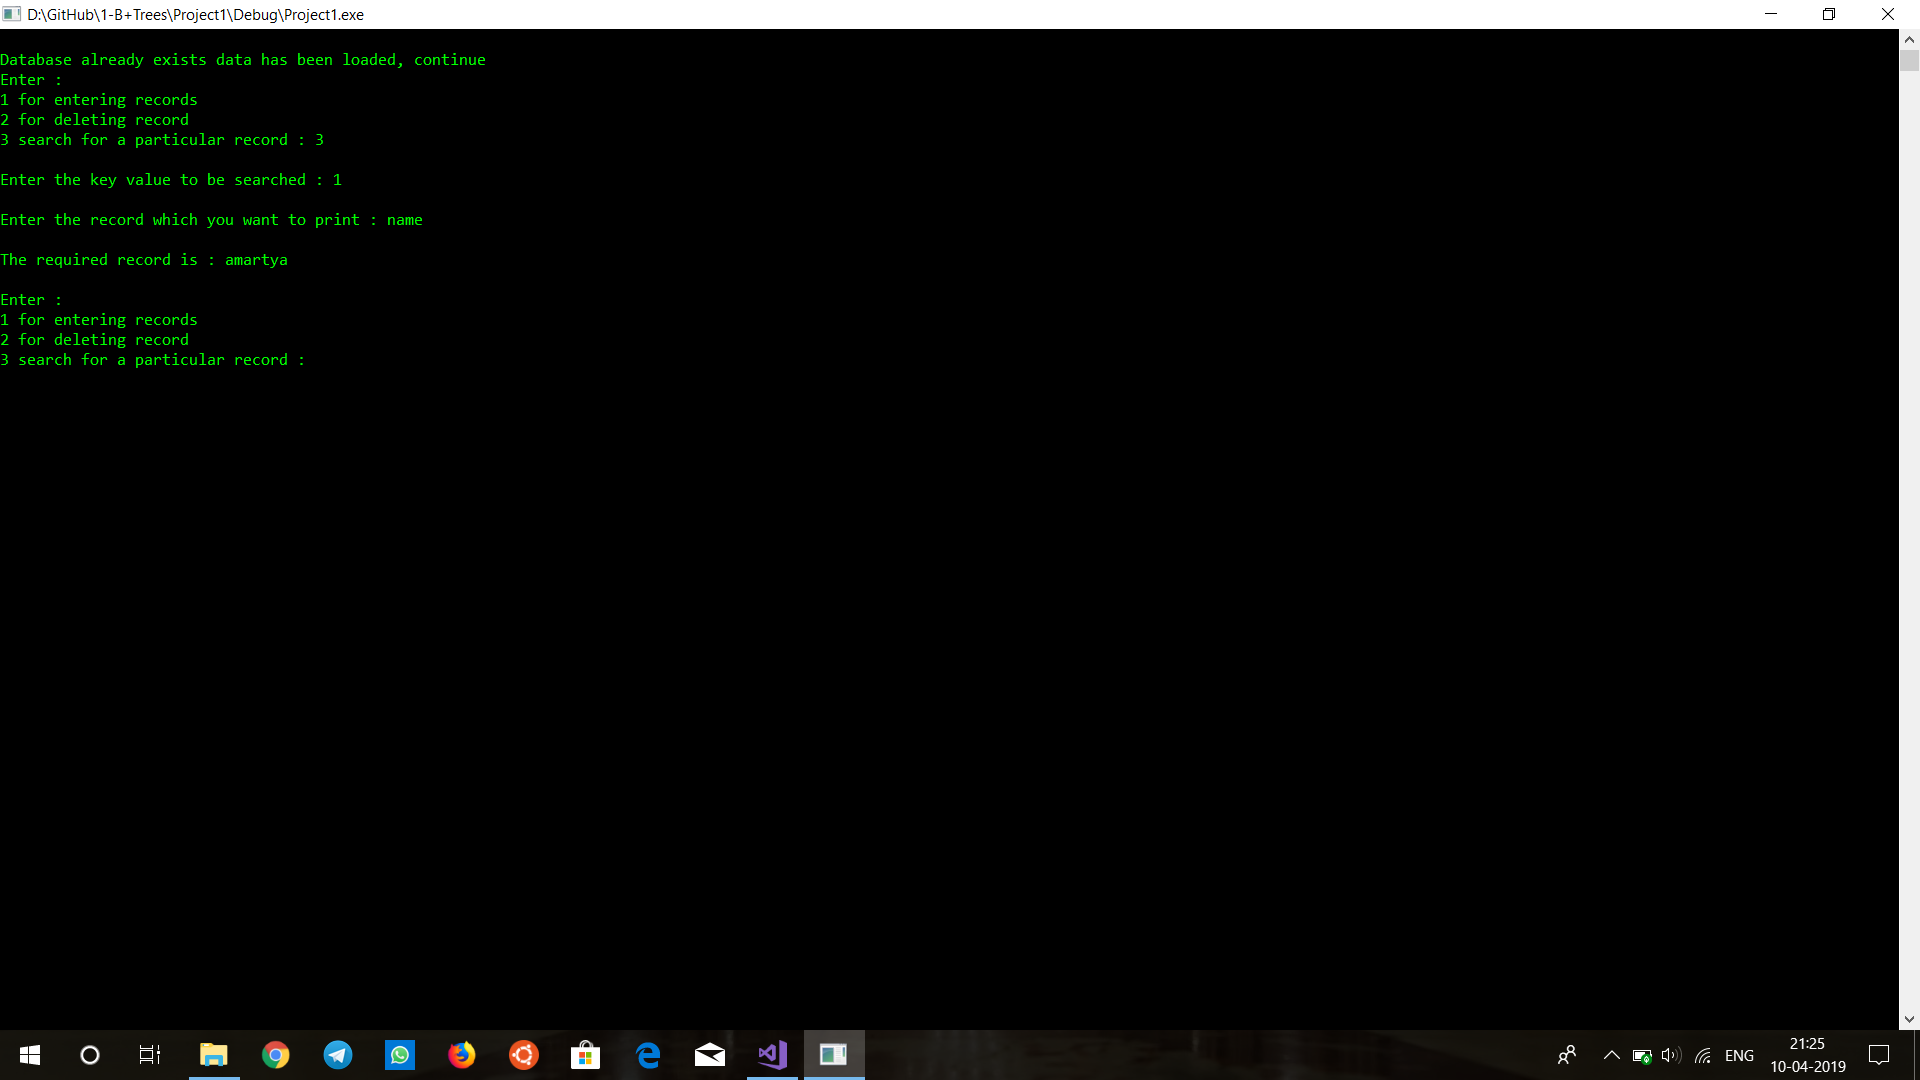 D:\GitHub\1-B+Trees\Project1\Debug\Project1.exe
Database already exists data has been loaded, continue
Enter :
1 for entering records
2 for deleting record
3 search for a particular record : 3
Enter the key value to be searched : 1
Enter the record which you want to print : name
The required record is : amartya
Enter :
1 for entering records
2 for deleting record
3 search for a particular record :
ENG
21:25
10-04-2019